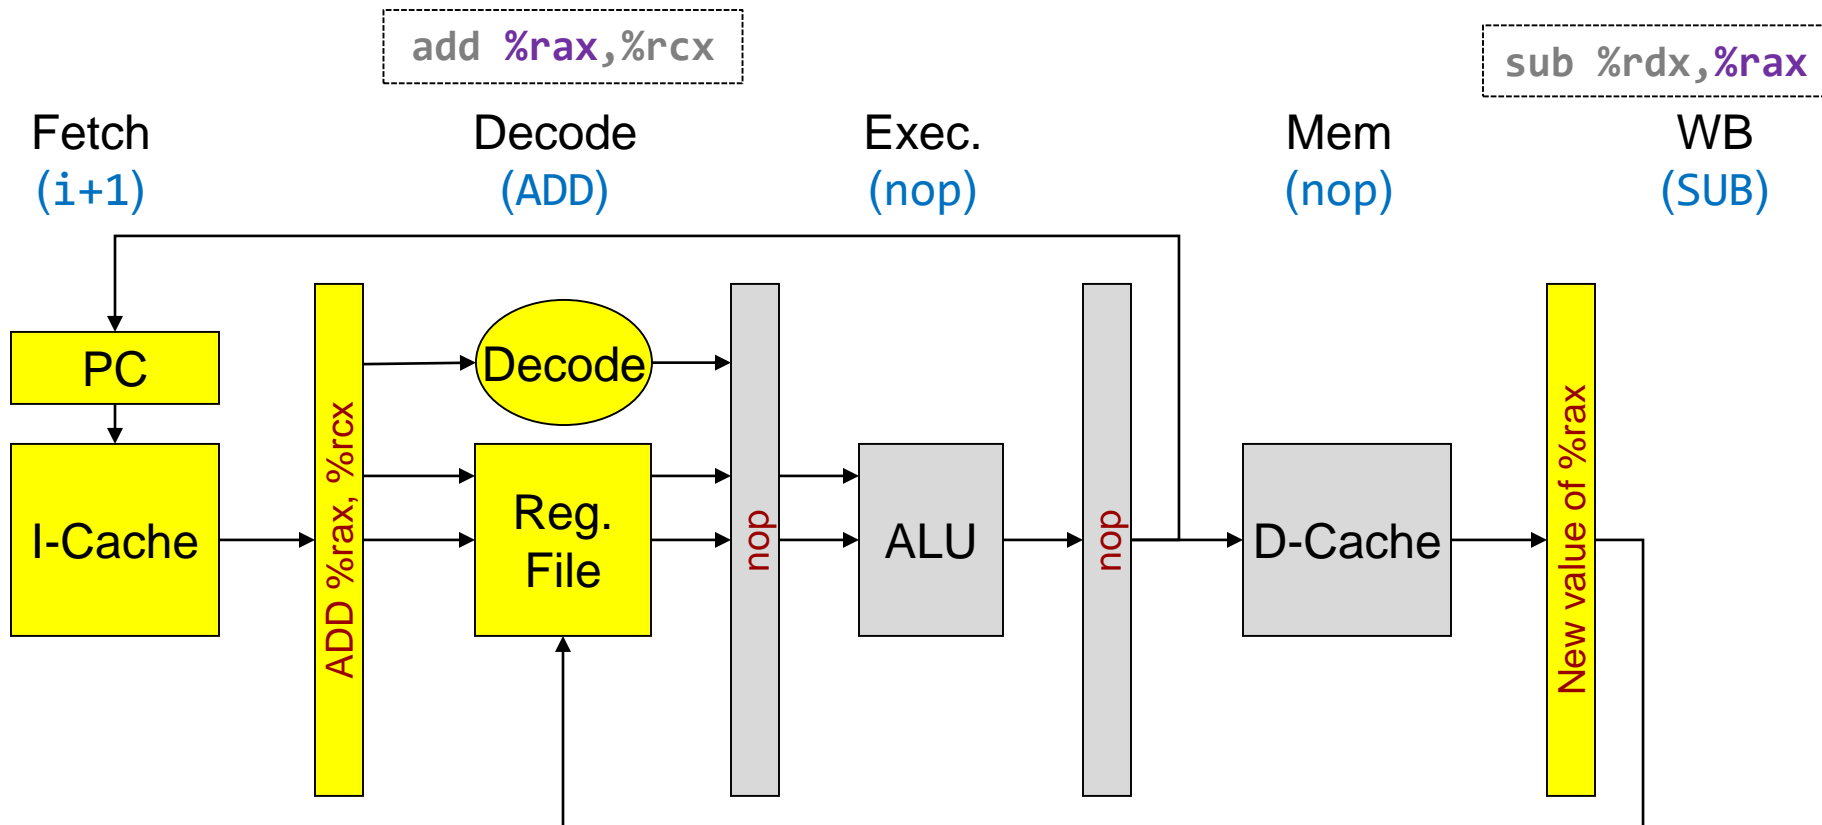 add %rax,%rcx
sub %rdx,%rax
Fetch
(i+1)
Decode
(ADD)
Exec.
(nop)
Mem
(nop)
WB
(SUB)
PC
I-Cache
ADD %rax, %rcx
Decode
Reg.
File
nop
ALU
nop
D-Cache
New value of %rax